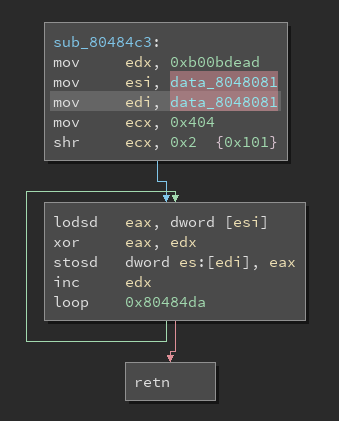 sub_80484c3:
mov edx, 0xb00bdead
mov esi, data_8048081
mov edi, data_8048081
mov ecx, 0x404
shr ecx, 0x2 {0x101}
lodsd eax, dword [esi]
xor eax, edx
stosd dword es:[edi], eax
inc edx
loop 0x80484da
retn